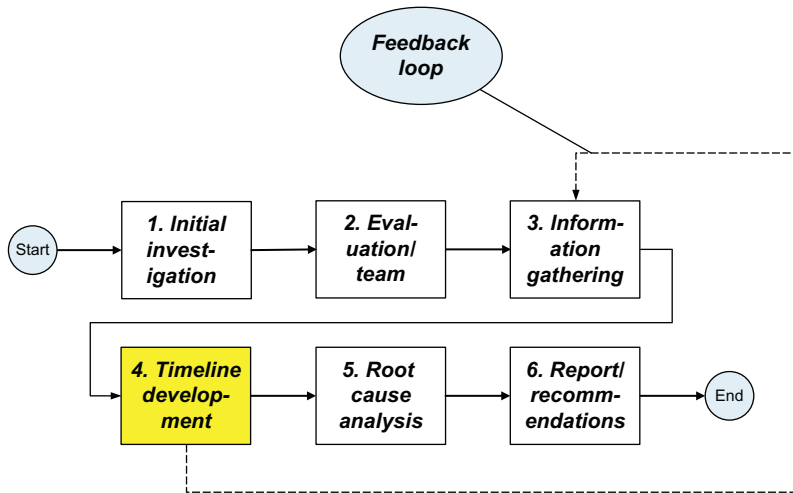 Feedback
loop
Start
1. Initial
invest-
igation
2. Eval-
uation/
team
3. Inform-
ation
gathering
4. Timeline
develop-
ment
5. Root
cause
analysis
6. Report/
recomm-
endations
End